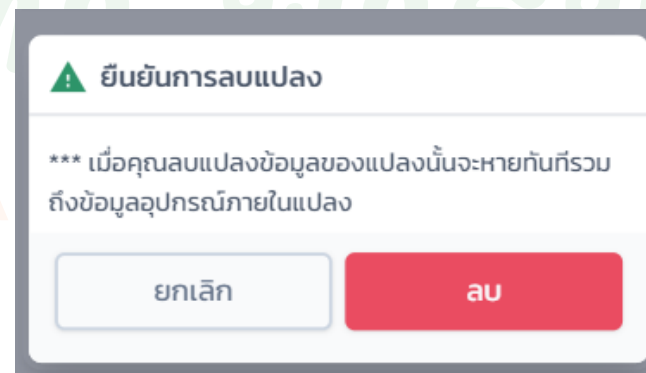 ยืนยันการลบแปลง
*** เมื่อคุณลบแปลงข้อมูลของแปลงนั้นจะหายทันทีรวม
ถึงข้อมูลอุปกรณ์ภายในแปลง
ยกเลิก
ลบ